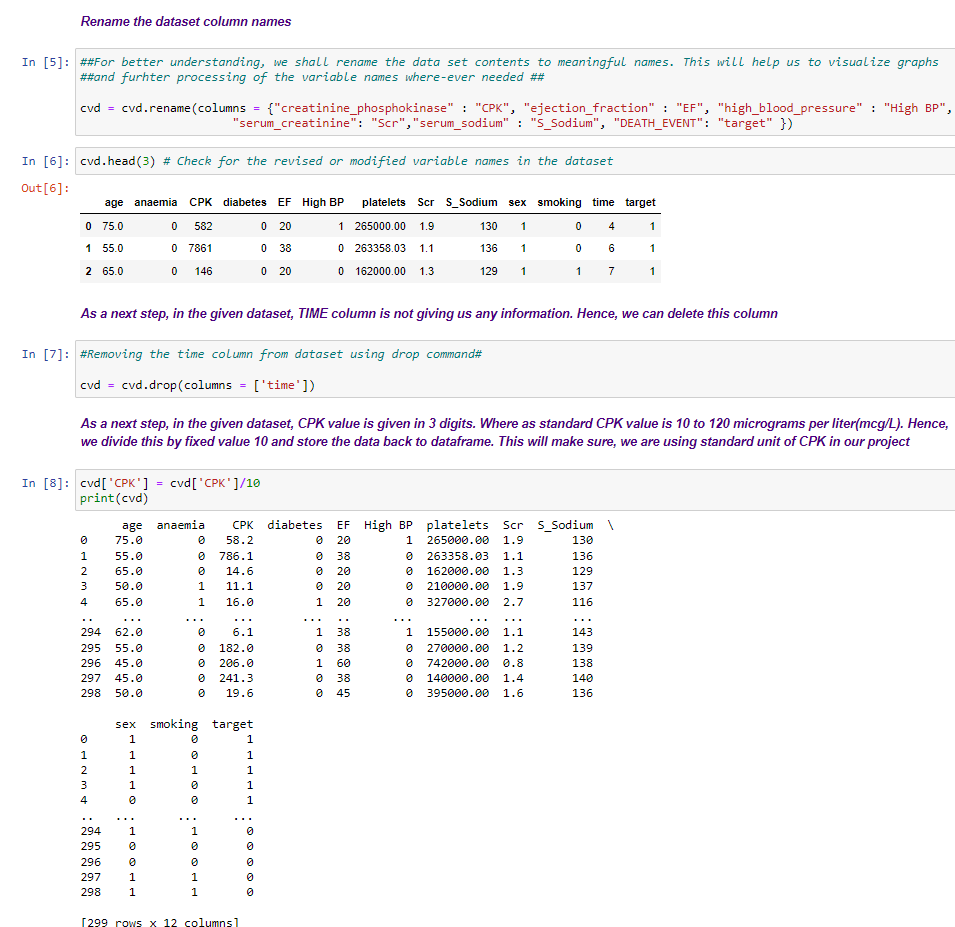 Rename the dataset column names
In [5]: ##For better understanding, we shall rename the data set contents to meaningful names. This will help us to visualize graphs
##and furhter processing of the variable names where-ever needed ##
cvd = cvd.rename(columns = {"creatinine_phosphokinase" : "CPK", "ejection_fraction" : "EF", "high_blood_pressure" : "High BP",
"serum_creatinine": "Scr","serum_sodium" : "S_Sodium", "DEATH_EVENT": "target" })
In [6]: cvd.head(3) # Check for the revised or modified variable names in the dataset
Out[6]:
age anaemia CPK diabetes EF High BP platelets Scr S_Sodium sex smoking time target
0 75.0 0 582 0 20 1 265000.00 1.9 130 1 0 4 1
1 55.0 0 7861 0 38 0 263358.03 1.1 136 1 0 6 1
2 65.0 0 146 0 20 0 162000.00 1.3 129 1 1 7 1
As a next step, in the given dataset, TIME column is not giving us any information. Hence, we can delete this column
In [7]: #Removing the time column from dataset using drop command#
cvd = cvd.drop(columns = ['time'])
As a next step, in the given dataset, CPK value is given in 3 digits. Where as standard CPK value is 10 to 120 micrograms per liter(mcg/L). Hence,
we divide this by fixed value 10 and store the data back to dataframe. This will make sure, we are using standard unit of CPK in our project
In [8]: cvd['CPK'] = cvd['CPK']/10
print(cvd)
age anaemia CPK diabetes EF High BP platelets Scr S_Sodium \
0 75.0 0 58.2 0 20 1 265000.00 1.9 130
1 55.0 0 786.1 0 38 0 263358.03 1.1 136
2 65.0 0 14.6 0 20 0 162000.00 1.3 129
3 50.0 1 11.1 0 20 0 210000.00 1.9 137
4 65.0 1 16.0 1 20 0 327000.00 2.7 116
.. ... ... ... ... .. ... ... ... ...
294 62.0 0 6.1 1 38 1 155000.00 1.1 143
295 55.0 0 182.0 0 38 0 270000.00 1.2 139
296 45.0 0 206.0 1 60 0 742000.00 0.8 138
297 45.0 0 241.3 0 38 0 140000.00 1.4 140
298 50.0 0 19.6 0 45 0 395000.00 1.6 136
sex smoking target
0 1 0 1
1 1 0 1
2 1 1 1
3 1 0 1
4 0 0 1
.. ... ... ...
294 1 1 0
295 0 0 0
296 0 0 0
297 1 1 0
298 1 1 0
[299 rows x 12 columns]